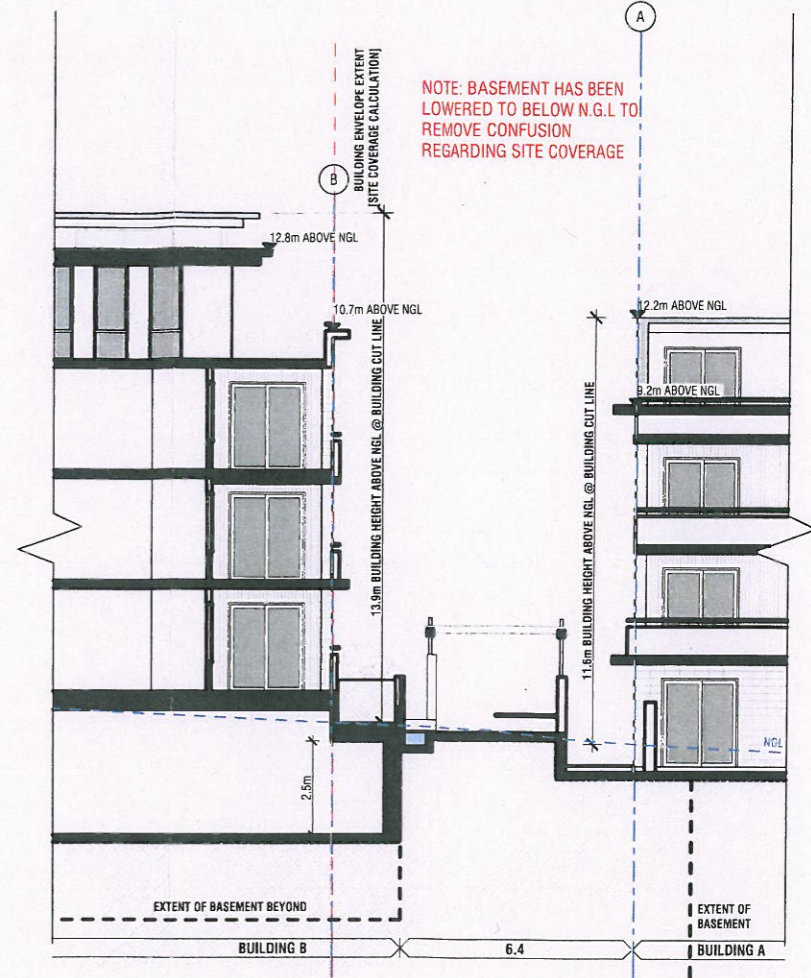 A
NOTE: BASEMENT HAS BEEN
LOWERED TO BELOW N.G.L TO
REMOVE CONFUSION
REGARDING SITE COVERAGE
BUILDING ENVELOPE EXTENT
[SITE COVERAGE CALCULATION]
B
12.8m ABOVE NGL
10.7m ABOVE NGL
12.2m ABOVE NGL
9.2m ABOVE NGL
13.9m BUILDING HEIGHT ABOVE NGL @ BUILDING CUT LINE
11.6m BUILDING HEIGHT ABOVE NGL @ BUILDING CUT LINE
NGL
2.5m
EXTENT OF BASEMENT BEYOND
EXTENT OF
BASEMENT
BUILDING B
6.4
BUILDING A